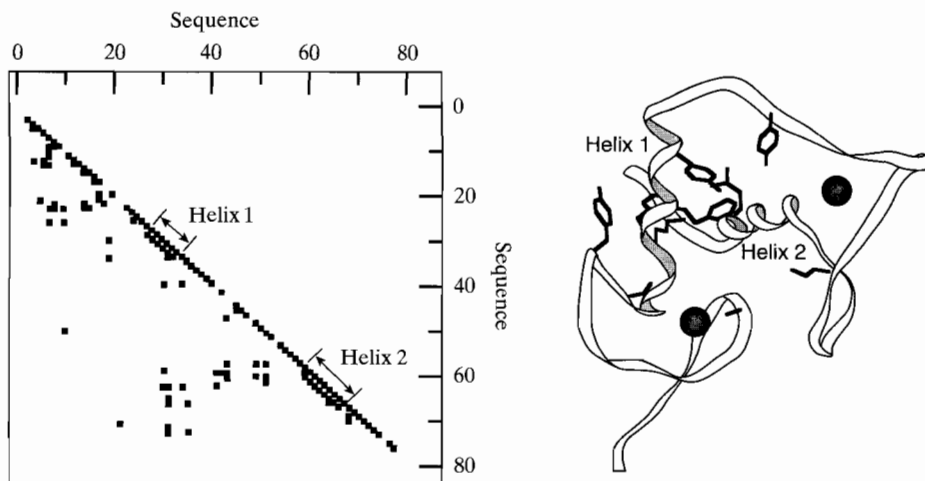 Sequence
0 20 40 60 80
0
20
40
60
80
Sequence
Helix 1
Helix 2
Helix 1
Helix 2